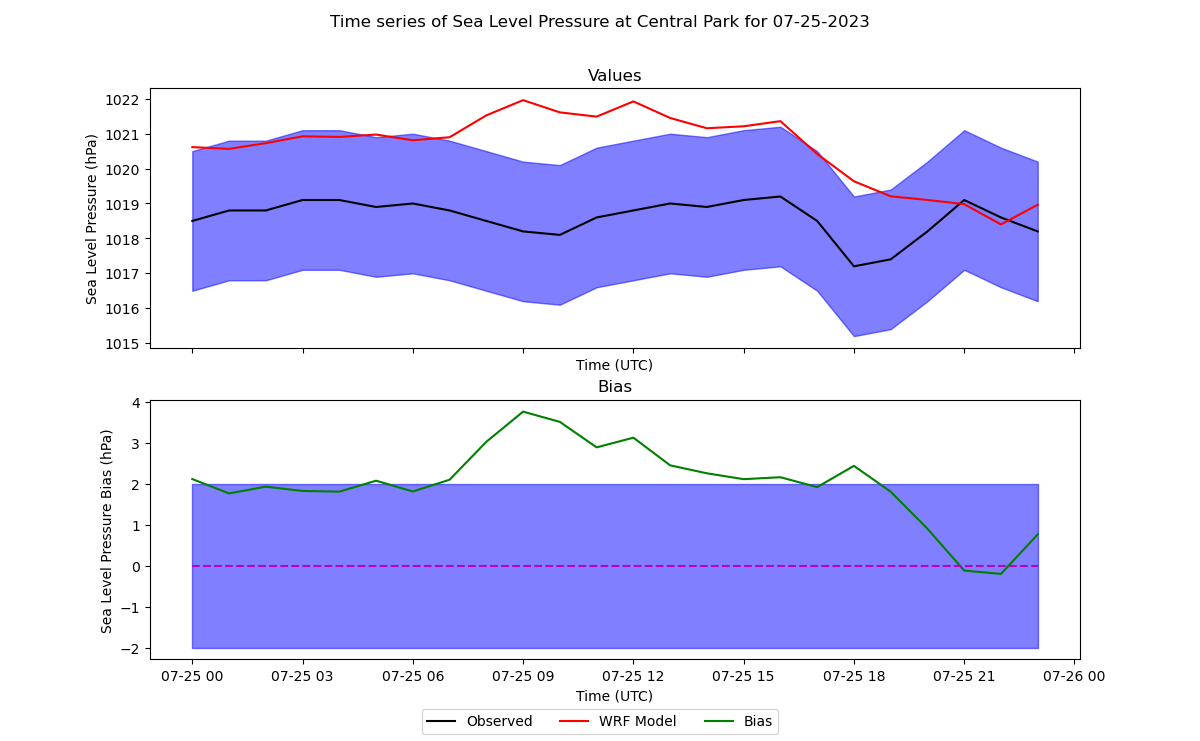 Time series of Sea Level Pressure at Central Park for 07-25-2023
Values
Sea Level Pressure (hPa)
1022
1021
1020
1019
1018
1017
1016
1015
Time (UTC)
Bias
Sea Level Pressure Bias (hPa)
4
3
2
1
0
−1
−2
07-25 00 07-25 03 07-25 06 07-25 09 07-25 12 07-25 15 07-25 18 07-25 21 07-26 00
Time (UTC)
Observed WRF Model Bias